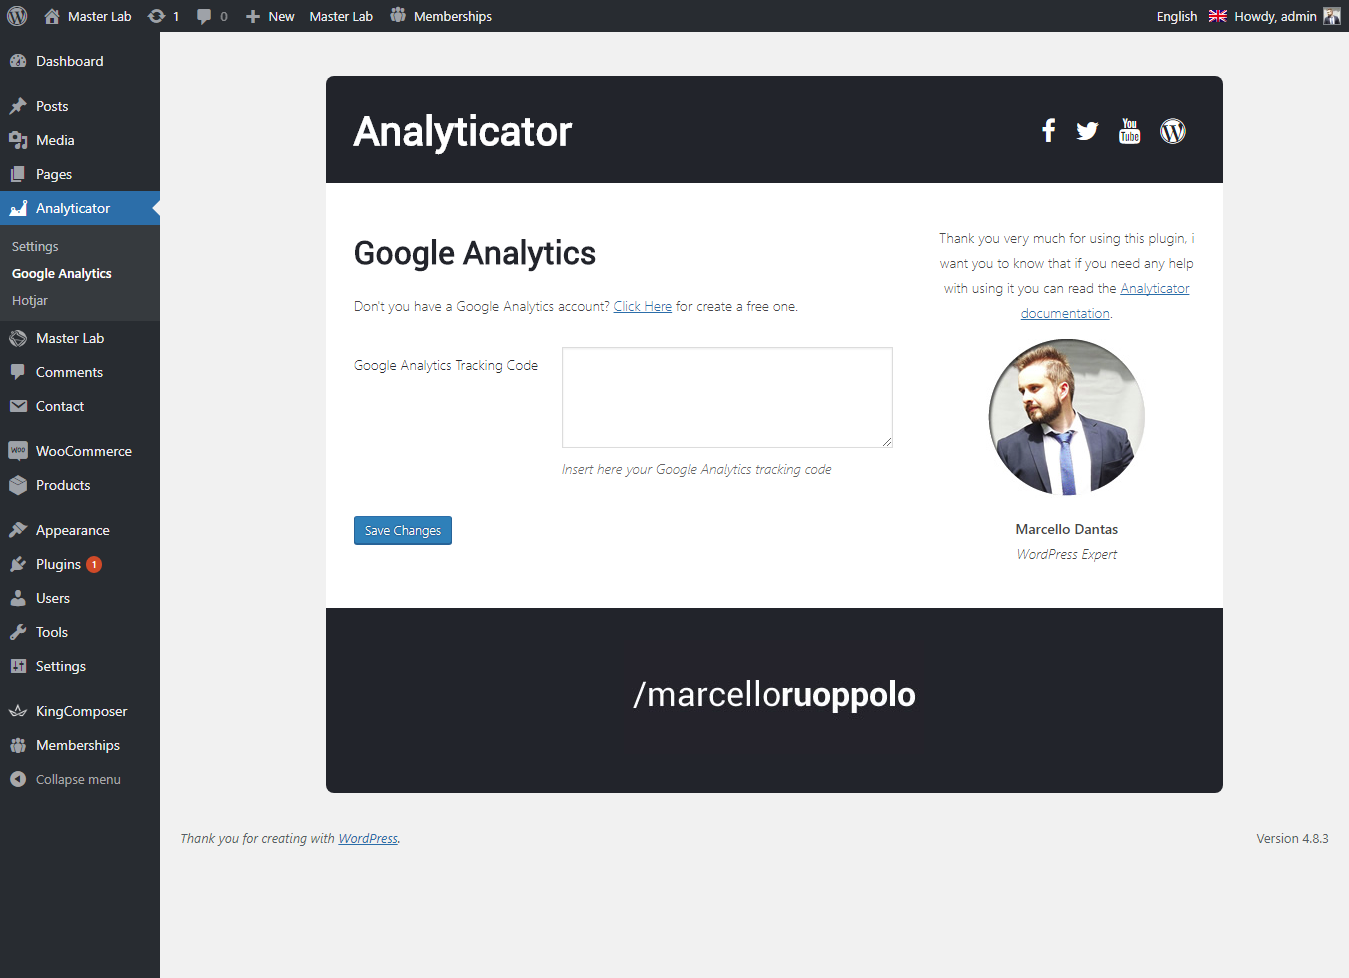 Master Lab 1 0 New Master Lab Memberships English Howdy, admin
Dashboard
Posts
Media
Pages
Analyticator
Settings
Google Analytics
Hotjar
Master Lab
Comments
Contact
WooCommerce
Products
Appearance
Plugins 1
Users
Tools
Settings
KingComposer
Memberships
Collapse menu
Analyticator
You
Tube
Google Analytics
Don't you have a Google Analytics account? Click Here for create a free one.
Google Analytics Tracking Code
Insert here your Google Analytics tracking code
Save Changes
Thank you very much for using this plugin, i
want you to know that if you need any help
with using it you can read the Analyticator
documentation.
Marcello Dantas
WordPress Expert
/marcelloruoppolo
Thank you for creating with WordPress.
Version 4.8.3